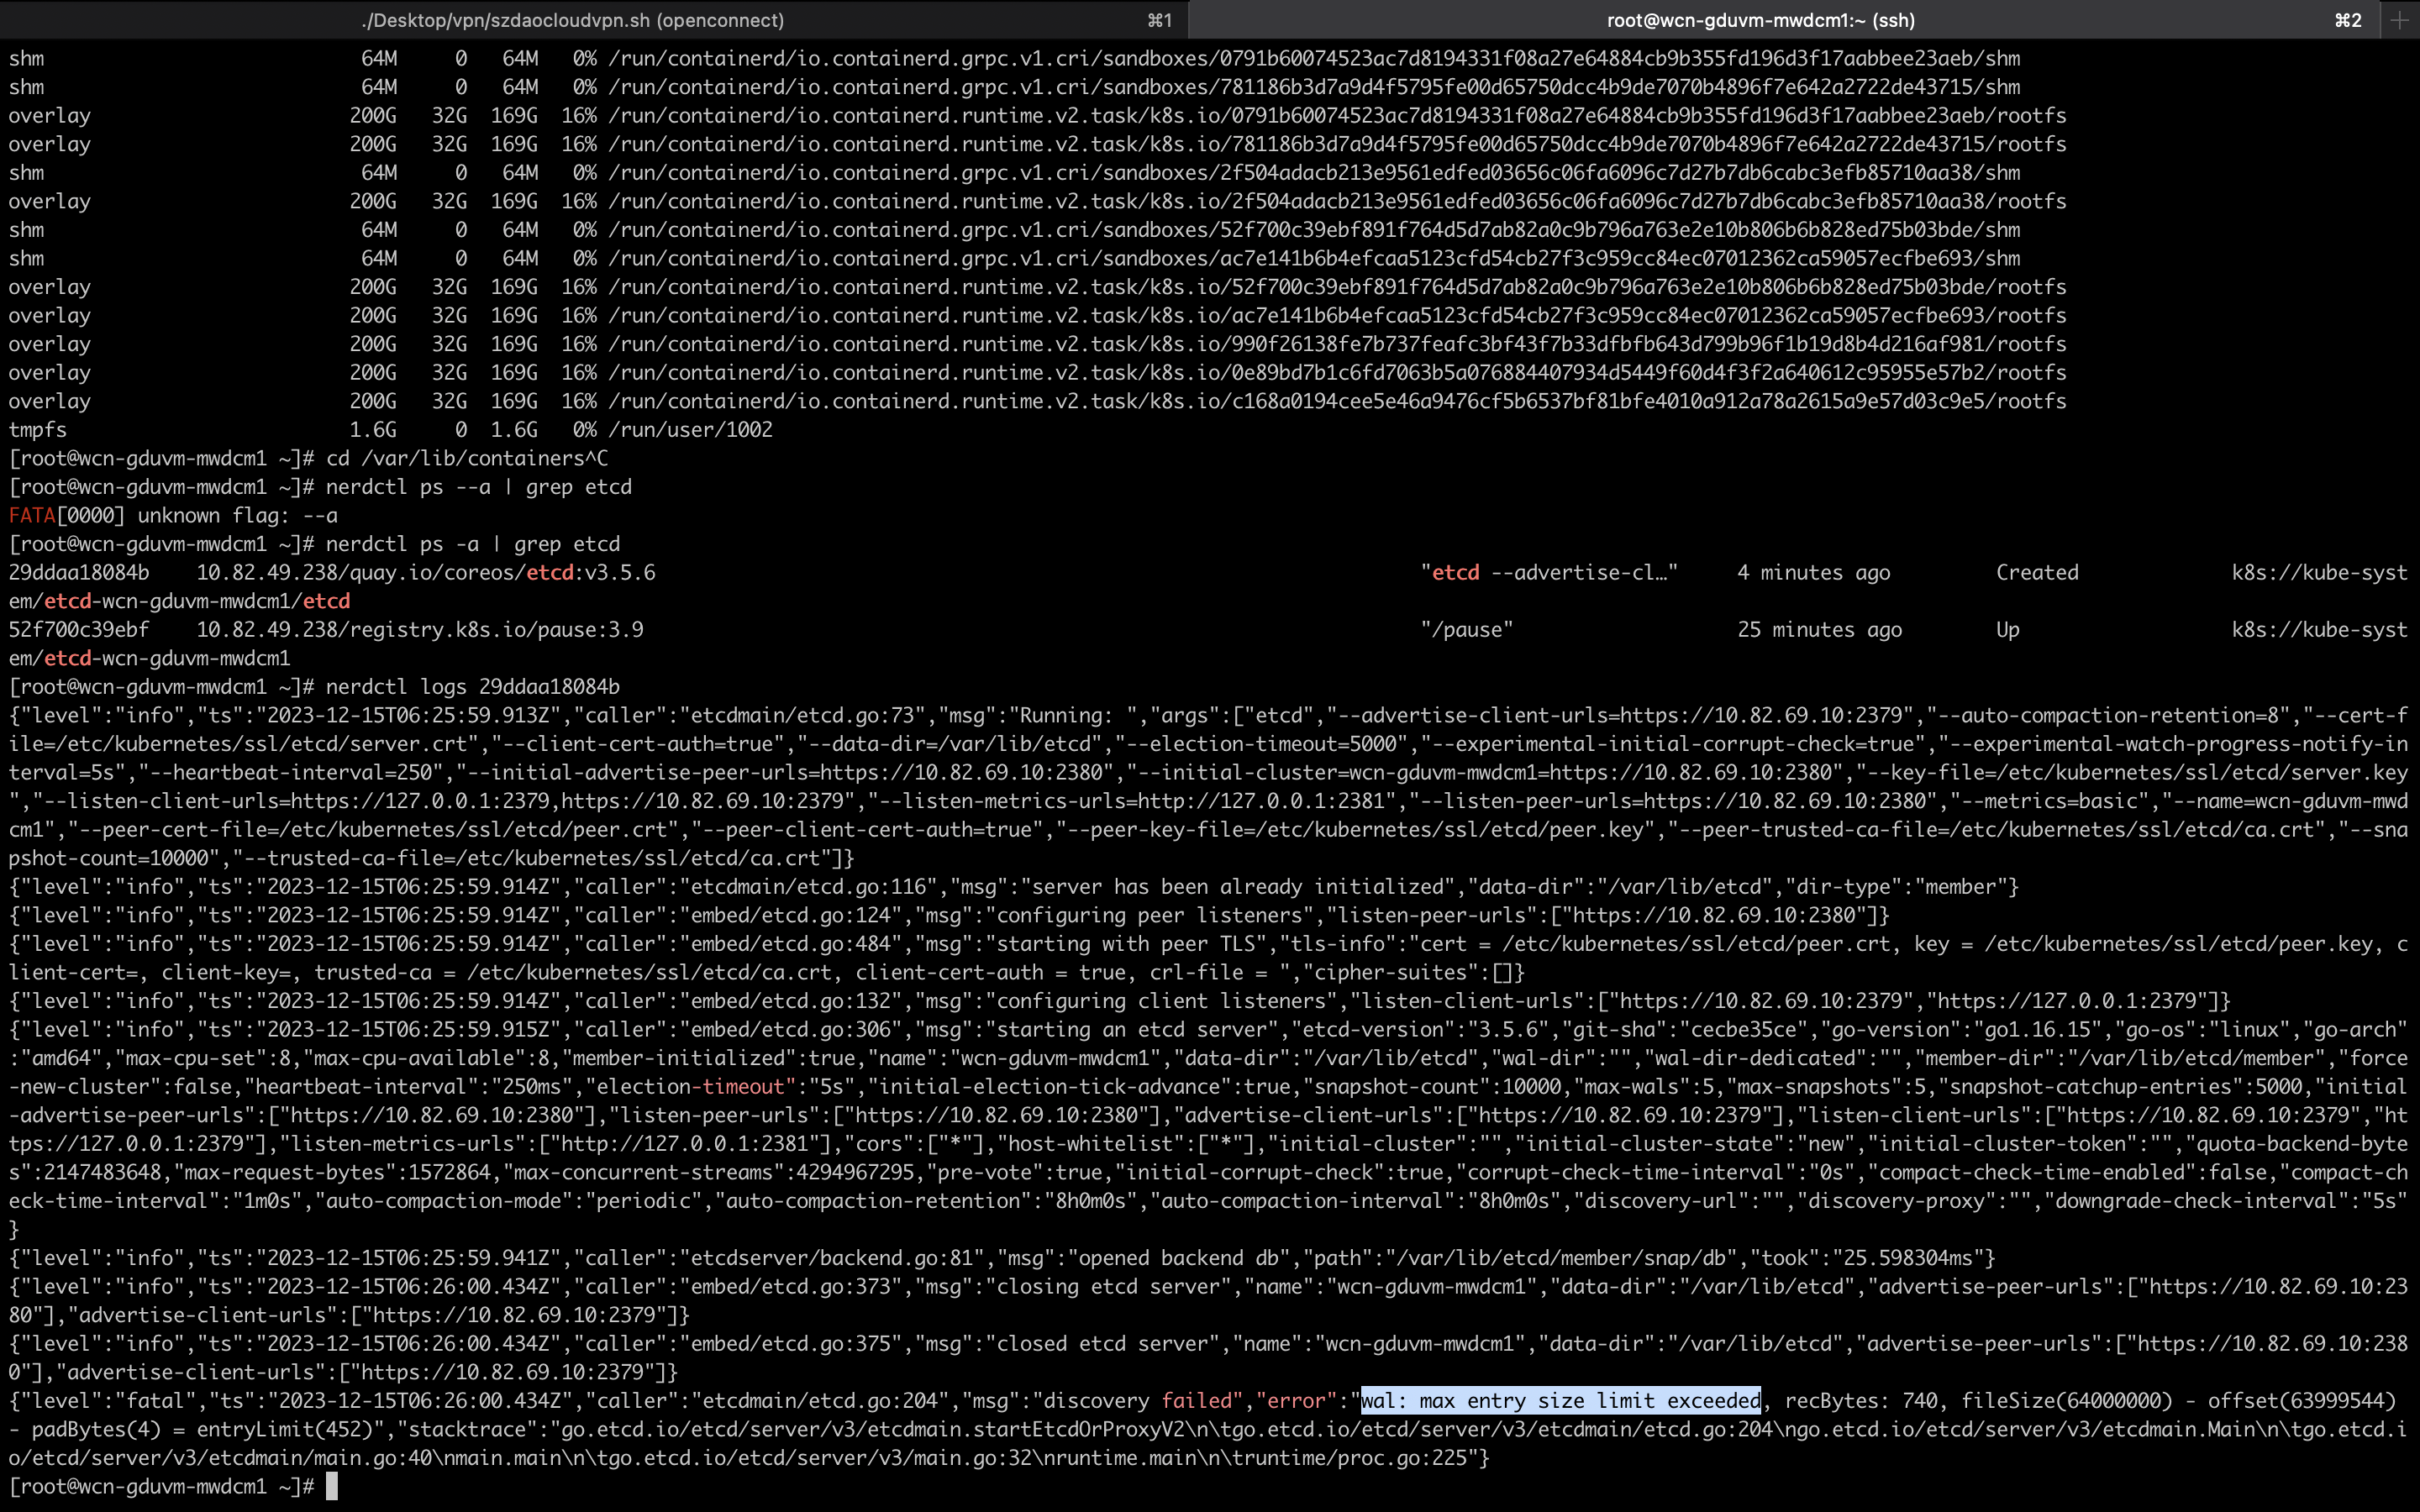 ./Desktop/vpn/szdaocloudvpn.sh (openconnect) ⌘1 root@wcn-gduvm-mwdcm1:~ (ssh) ⌘2
shm 64M 0 64M 0% /run/containerd/io.containerd.grpc.v1.cri/sandboxes/0791b60074523ac7d8194331f08a27e64884cb9b355fd196d3f17aabbee23aeb/shm
shm 64M 0 64M 0% /run/containerd/io.containerd.grpc.v1.cri/sandboxes/781186b3d7a9d4f5795fe00d65750dcc4b9de7070b4896f7e642a2722de43715/shm
overlay 200G 32G 169G 16% /run/containerd/io.containerd.runtime.v2.task/k8s.io/0791b60074523ac7d8194331f08a27e64884cb9b355fd196d3f17aabbee23aeb/rootfs
overlay 200G 32G 169G 16% /run/containerd/io.containerd.runtime.v2.task/k8s.io/781186b3d7a9d4f5795fe00d65750dcc4b9de7070b4896f7e642a2722de43715/rootfs
shm 64M 0 64M 0% /run/containerd/io.containerd.grpc.v1.cri/sandboxes/2f504adacb213e9561edfed03656c06fa6096c7d27b7db6cabc3efb85710aa38/shm
overlay 200G 32G 169G 16% /run/containerd/io.containerd.runtime.v2.task/k8s.io/2f504adacb213e9561edfed03656c06fa6096c7d27b7db6cabc3efb85710aa38/rootfs
shm 64M 0 64M 0% /run/containerd/io.containerd.grpc.v1.cri/sandboxes/52f700c39ebf891f764d5d7ab82a0c9b796a763e2e10b806b6b828ed75b03bde/shm
shm 64M 0 64M 0% /run/containerd/io.containerd.grpc.v1.cri/sandboxes/ac7e141b6b4efcaa5123cfd54cb27f3c959cc84ec07012362ca59057ecfbe693/shm
overlay 200G 32G 169G 16% /run/containerd/io.containerd.runtime.v2.task/k8s.io/52f700c39ebf891f764d5d7ab82a0c9b796a763e2e10b806b6b828ed75b03bde/rootfs
overlay 200G 32G 169G 16% /run/containerd/io.containerd.runtime.v2.task/k8s.io/ac7e141b6b4efcaa5123cfd54cb27f3c959cc84ec07012362ca59057ecfbe693/rootfs
overlay 200G 32G 169G 16% /run/containerd/io.containerd.runtime.v2.task/k8s.io/990f26138fe7b737feafc3bf43f7b33dfbfb643d799b96f1b19d8b4d216af981/rootfs
overlay 200G 32G 169G 16% /run/containerd/io.containerd.runtime.v2.task/k8s.io/0e89bd7b1c6fd7063b5a076884407934d5449f60d4f3f2a640612c95955e57b2/rootfs
overlay 200G 32G 169G 16% /run/containerd/io.containerd.runtime.v2.task/k8s.io/c168a0194cee5e46a9476cf5b6537bf81bfe4010a912a78a2615a9e57d03c9e5/rootfs
tmpfs 1.6G 0 1.6G 0% /run/user/1002
[root@wcn-gduvm-mwdcm1 ~]# cd /var/lib/containers^C
[root@wcn-gduvm-mwdcm1 ~]# nerdctl ps --a | grep etcd
FATA[0000] unknown flag: --a
[root@wcn-gduvm-mwdcm1 ~]# nerdctl ps -a | grep etcd
29ddaa18084b 10.82.49.238/quay.io/coreos/etcd:v3.5.6 "etcd --advertise-cl…" 4 minutes ago Created k8s://kube-syst
em/etcd-wcn-gduvm-mwdcm1/etcd
52f700c39ebf 10.82.49.238/registry.k8s.io/pause:3.9 "/pause" 25 minutes ago Up k8s://kube-syst
em/etcd-wcn-gduvm-mwdcm1
[root@wcn-gduvm-mwdcm1 ~]# nerdctl logs 29ddaa18084b
{"level":"info","ts":"2023-12-15T06:25:59.913Z","caller":"etcdmain/etcd.go:73","msg":"Running: ","args":["etcd","--advertise-client-urls=https://10.82.69.10:2379","--auto-compaction-retention=8","--cert-f
ile=/etc/kubernetes/ssl/etcd/server.crt","--client-cert-auth=true","--data-dir=/var/lib/etcd","--election-timeout=5000","--experimental-initial-corrupt-check=true","--experimental-watch-progress-notify-in
terval=5s","--heartbeat-interval=250","--initial-advertise-peer-urls=https://10.82.69.10:2380","--initial-cluster=wcn-gduvm-mwdcm1=https://10.82.69.10:2380","--key-file=/etc/kubernetes/ssl/etcd/server.key
","--listen-client-urls=https://127.0.0.1:2379,https://10.82.69.10:2379","--listen-metrics-urls=http://127.0.0.1:2381","--listen-peer-urls=https://10.82.69.10:2380","--metrics=basic","--name=wcn-gduvm-mwd
cm1","--peer-cert-file=/etc/kubernetes/ssl/etcd/peer.crt","--peer-client-cert-auth=true","--peer-key-file=/etc/kubernetes/ssl/etcd/peer.key","--peer-trusted-ca-file=/etc/kubernetes/ssl/etcd/ca.crt","--sna
pshot-count=10000","--trusted-ca-file=/etc/kubernetes/ssl/etcd/ca.crt"]}
{"level":"info","ts":"2023-12-15T06:25:59.914Z","caller":"etcdmain/etcd.go:116","msg":"server has been already initialized","data-dir":"/var/lib/etcd","dir-type":"member"}
{"level":"info","ts":"2023-12-15T06:25:59.914Z","caller":"embed/etcd.go:124","msg":"configuring peer listeners","listen-peer-urls":["https://10.82.69.10:2380"]}
{"level":"info","ts":"2023-12-15T06:25:59.914Z","caller":"embed/etcd.go:484","msg":"starting with peer TLS","tls-info":"cert = /etc/kubernetes/ssl/etcd/peer.crt, key = /etc/kubernetes/ssl/etcd/peer.key, c
lient-cert=, client-key=, trusted-ca = /etc/kubernetes/ssl/etcd/ca.crt, client-cert-auth = true, crl-file = ","cipher-suites":[]}
{"level":"info","ts":"2023-12-15T06:25:59.914Z","caller":"embed/etcd.go:132","msg":"configuring client listeners","listen-client-urls":["https://10.82.69.10:2379","https://127.0.0.1:2379"]}
{"level":"info","ts":"2023-12-15T06:25:59.915Z","caller":"embed/etcd.go:306","msg":"starting an etcd server","etcd-version":"3.5.6","git-sha":"cecbe35ce","go-version":"go1.16.15","go-os":"linux","go-arch"
:"amd64","max-cpu-set":8,"max-cpu-available":8,"member-initialized":true,"name":"wcn-gduvm-mwdcm1","data-dir":"/var/lib/etcd","wal-dir":"","wal-dir-dedicated":"","member-dir":"/var/lib/etcd/member","force
-new-cluster":false,"heartbeat-interval":"250ms","election-timeout":"5s","initial-election-tick-advance":true,"snapshot-count":10000,"max-wals":5,"max-snapshots":5,"snapshot-catchup-entries":5000,"initial
-advertise-peer-urls":["https://10.82.69.10:2380"],"listen-peer-urls":["https://10.82.69.10:2380"],"advertise-client-urls":["https://10.82.69.10:2379"],"listen-client-urls":["https://10.82.69.10:2379","ht
tps://127.0.0.1:2379"],"listen-metrics-urls":["http://127.0.0.1:2381"],"cors":["*"],"host-whitelist":["*"],"initial-cluster":"","initial-cluster-state":"new","initial-cluster-token":"","quota-backend-byte
s":2147483648,"max-request-bytes":1572864,"max-concurrent-streams":4294967295,"pre-vote":true,"initial-corrupt-check":true,"corrupt-check-time-interval":"0s","compact-check-time-enabled":false,"compact-ch
eck-time-interval":"1m0s","auto-compaction-mode":"periodic","auto-compaction-retention":"8h0m0s","auto-compaction-interval":"8h0m0s","discovery-url":"","discovery-proxy":"","downgrade-check-interval":"5s"
}
{"level":"info","ts":"2023-12-15T06:25:59.941Z","caller":"etcdserver/backend.go:81","msg":"opened backend db","path":"/var/lib/etcd/member/snap/db","took":"25.598304ms"}
{"level":"info","ts":"2023-12-15T06:26:00.434Z","caller":"embed/etcd.go:373","msg":"closing etcd server","name":"wcn-gduvm-mwdcm1","data-dir":"/var/lib/etcd","advertise-peer-urls":["https://10.82.69.10:23
80"],"advertise-client-urls":["https://10.82.69.10:2379"]}
{"level":"info","ts":"2023-12-15T06:26:00.434Z","caller":"embed/etcd.go:375","msg":"closed etcd server","name":"wcn-gduvm-mwdcm1","data-dir":"/var/lib/etcd","advertise-peer-urls":["https://10.82.69.10:238
0"],"advertise-client-urls":["https://10.82.69.10:2379"]}
{"level":"fatal","ts":"2023-12-15T06:26:00.434Z","caller":"etcdmain/etcd.go:204","msg":"discovery failed","error":"wal: max entry size limit exceeded, recBytes: 740, fileSize(64000000) - offset(63999544)
- padBytes(4) = entryLimit(452)","stacktrace":"go.etcd.io/etcd/server/v3/etcdmain.startEtcdOrProxyV2\n\tgo.etcd.io/etcd/server/v3/etcdmain/etcd.go:204\ngo.etcd.io/etcd/server/v3/etcdmain.Main\n\tgo.etcd.i
o/etcd/server/v3/etcdmain/main.go:40\nmain.main\n\tgo.etcd.io/etcd/server/v3/main.go:32\nruntime.main\n\truntime/proc.go:225"}
[root@wcn-gduvm-mwdcm1 ~]#